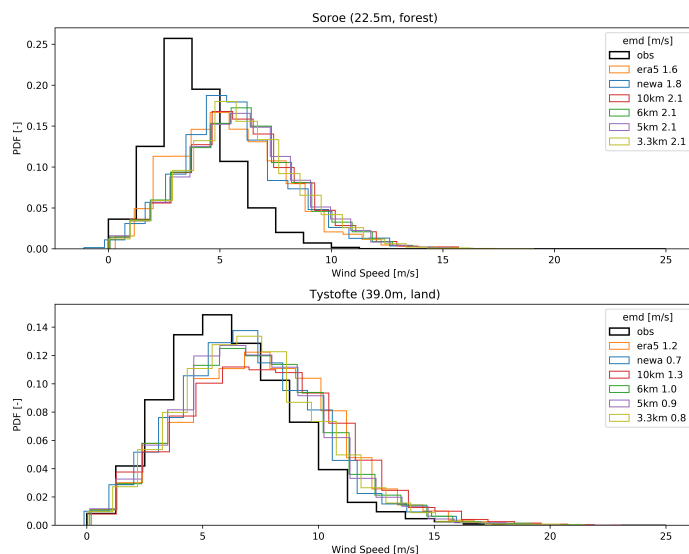 Soroe (22.5m, forest)
PDF [-]
0.25
0.20
0.15
0.10
0.05
0.00
emd [m/s]
obs
era5 1.6
newa 1.8
10km 2.1
6km 2.1
5km 2.1
3.3km 2.1
0 5 10 15 20 25
Wind Speed [m/s]
Tystofte (39.0m, land)
PDF [-]
0.14
0.12
0.10
0.08
0.06
0.04
0.02
0.00
emd [m/s]
obs
era5 1.2
newa 0.7
10km 1.3
6km 1.0
5km 0.9
3.3km 0.8
0 5 10 15 20 25
Wind Speed [m/s]